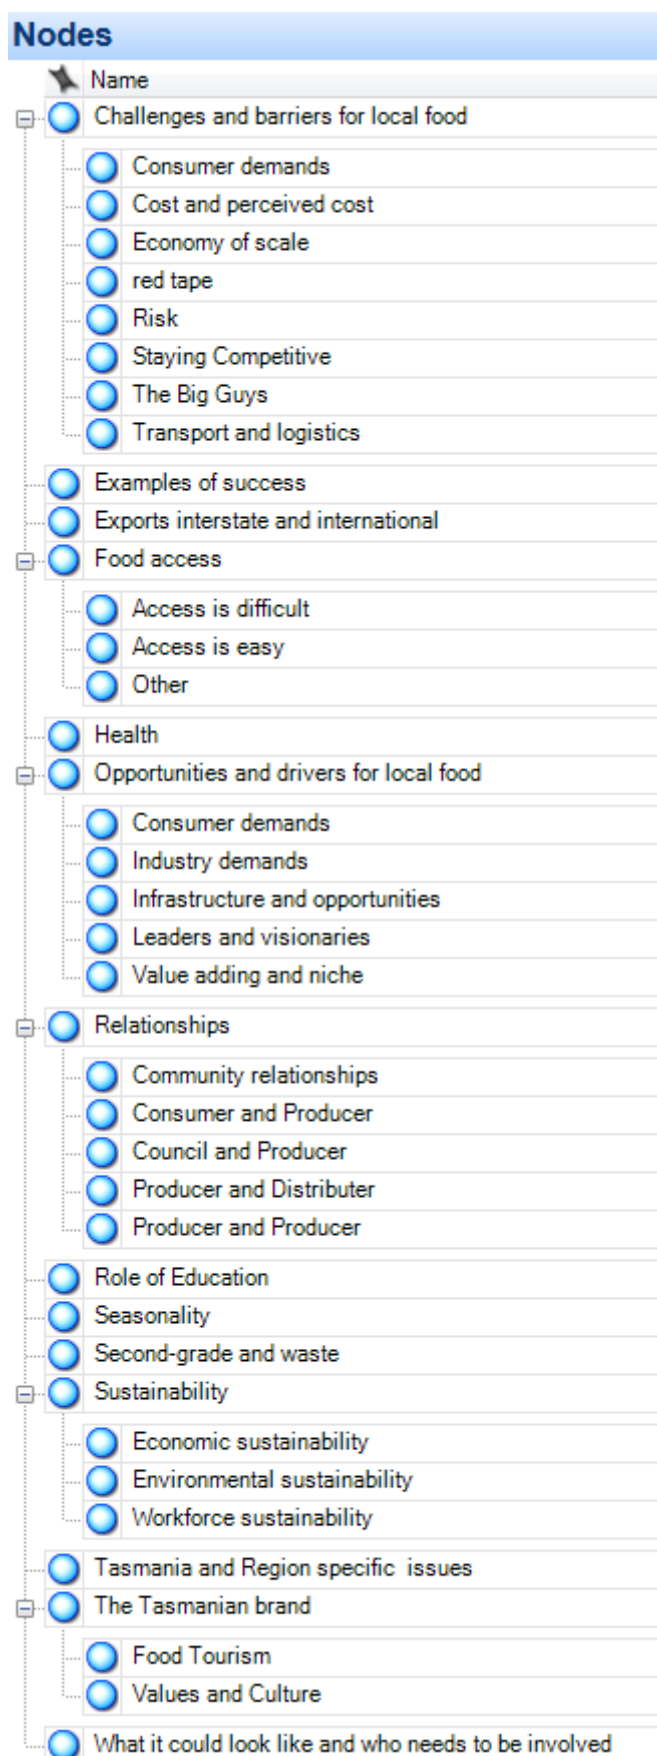 Nodes
Name
Challenges and barriers for local food
Consumer demands
Cost and perceived cost
Economy of scale
red tape
Risk
Staying Competitive
The Big Guys
Transport and logistics
Examples of success
Exports interstate and international
Food access
Access is difficult
Access is easy
Other
Health
Opportunities and drivers for local food
Consumer demands
Industry demands
Infrastructure and opportunities
Leaders and visionaries
Value adding and niche
Relationships
Community relationships
Consumer and Producer
Council and Producer
Producer and Distributer
Producer and Producer
Role of Education
Seasonality
Second-grade and waste
Sustainability
Economic sustainability
Environmental sustainability
Workforce sustainability
Tasmania and Region specific  issues
The Tasmanian brand
Food Tourism
Values and Culture
What it could look like and who needs to be involved